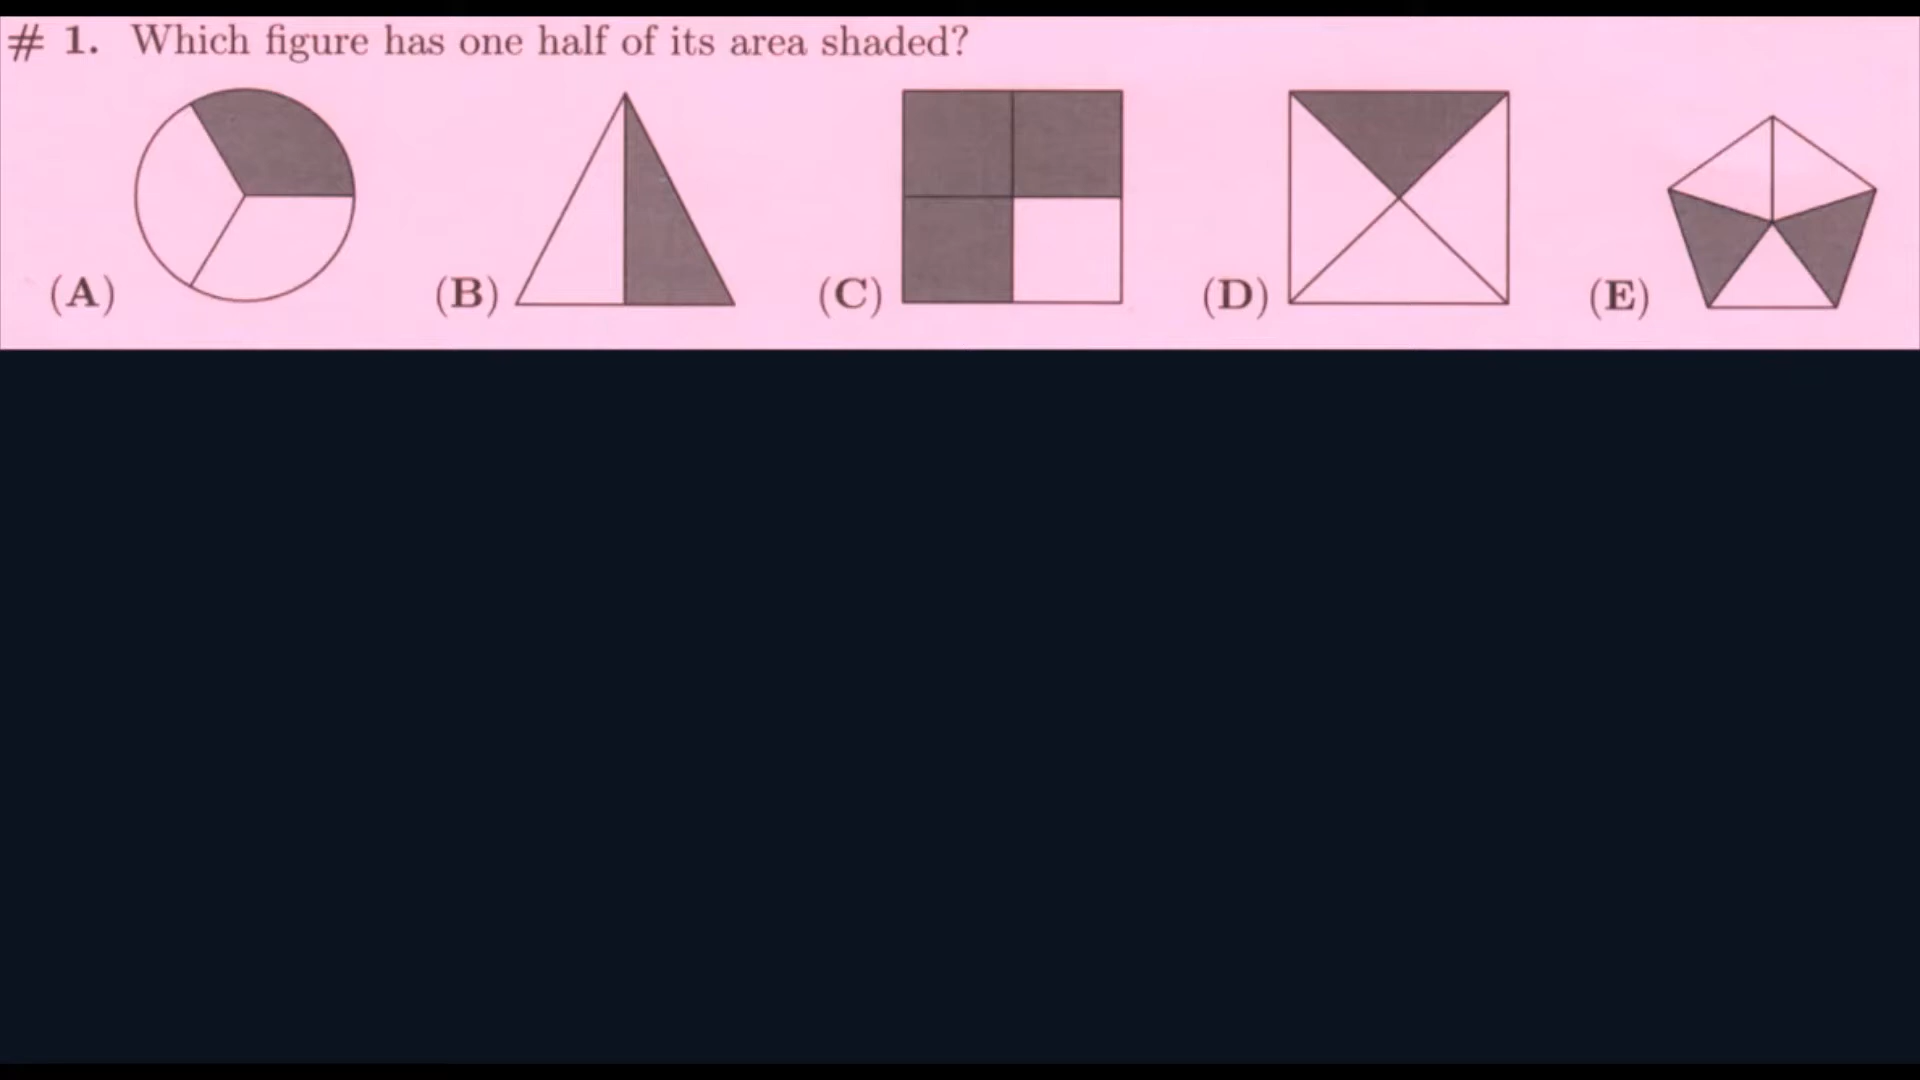 # 1. Which figure has one half of its area shaded?
(A) (B) (C) (D) (E)